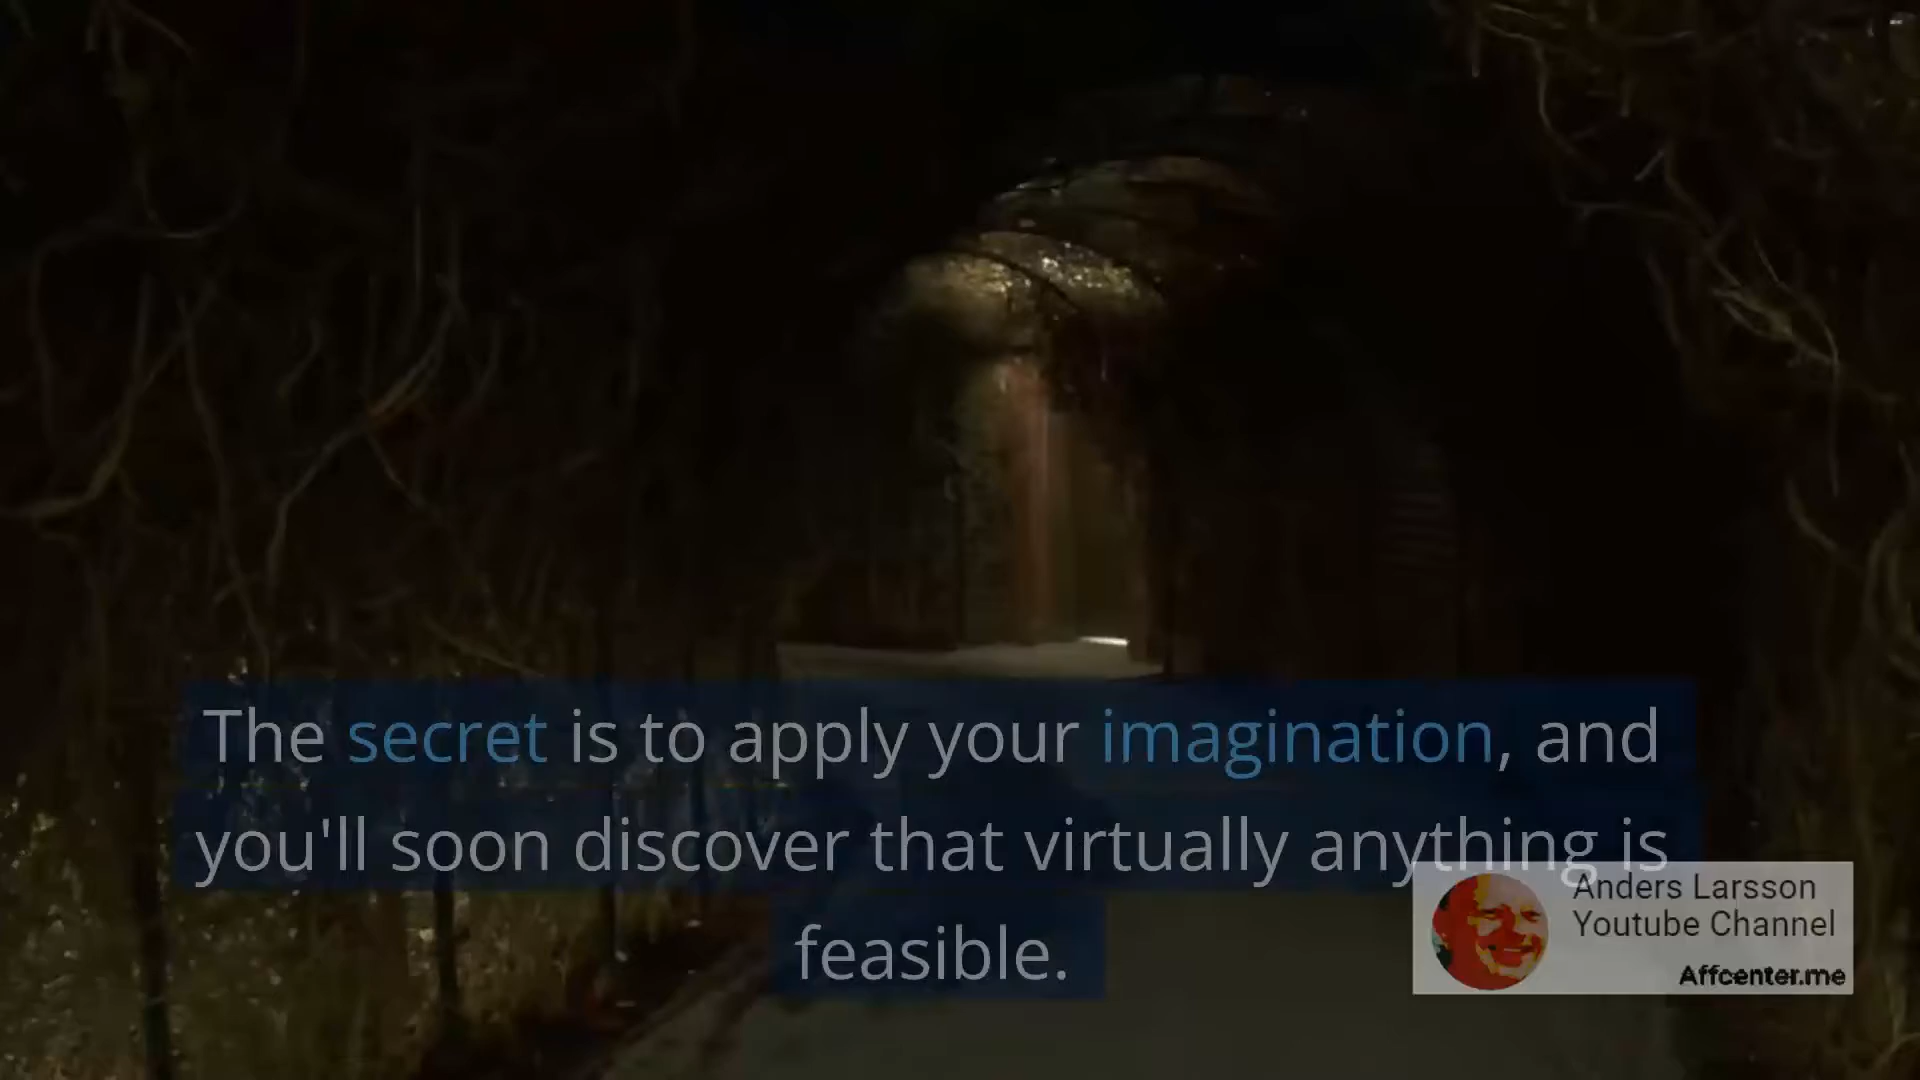 The secret is to apply your imagination, and
you'll soon discover that virtually anything is
feasible.
Anders Larsson
Youtube Channel
Affcenter.me